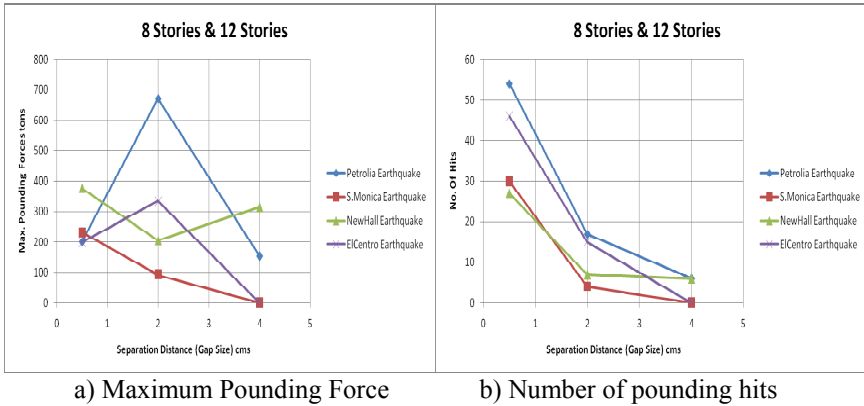 8 Stories & 12 Stories
Max. Pounding Forces tons
800
700
600
500
400
300
200
100
0
0 1 2 3 4 5
Separation Distance (Gap Size) cms
Petrolia Earthquake
S.Monica Earthquake
NewHall Earthquake
ElCentro Earthquake
8 Stories & 12 Stories
No. Of Hits
60
50
40
30
20
10
0
0 1 2 3 4 5
Separation Distance (Gap Size) cms
Petrolia Earthquake
S.Monica Earthquake
NewHall Earthquake
ElCentro Earthquake
a) Maximum Pounding Force
b) Number of pounding hits